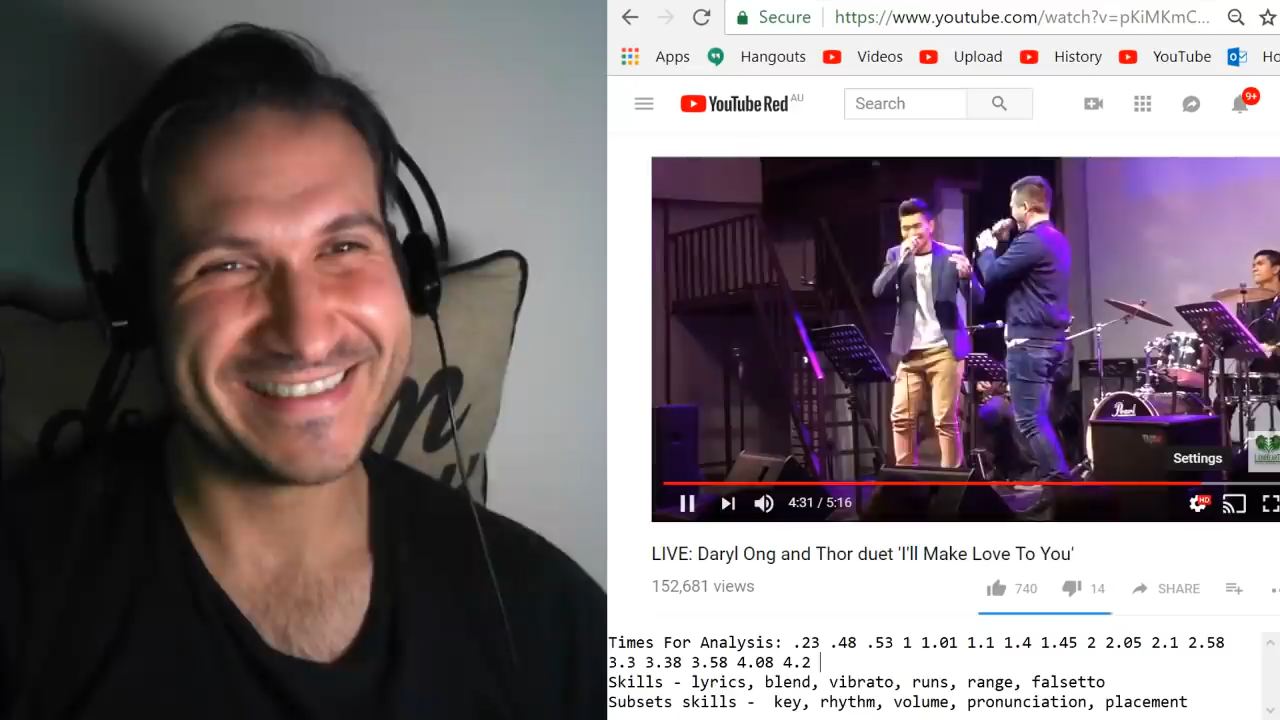 Secure https://www.youtube.com/watch?v=pKiMKmC...
Apps Hangouts Videos Upload History YouTube Ho
YouTube Red AU Search 9+
Settings
4:31 / 5:16 HD
LIVE: Daryl Ong and Thor duet 'I'll Make Love To You'
152,681 views 740 14 SHARE
Times For Analysis: .23 .48 .53 1 1.01 1.1 1.4 1.45 2 2.05 2.1 2.58
3.3 3.38 3.58 4.08 4.2
Skills - lyrics, blend, vibrato, runs, range, falsetto
Subsets skills - key, rhythm, volume, pronunciation, placement